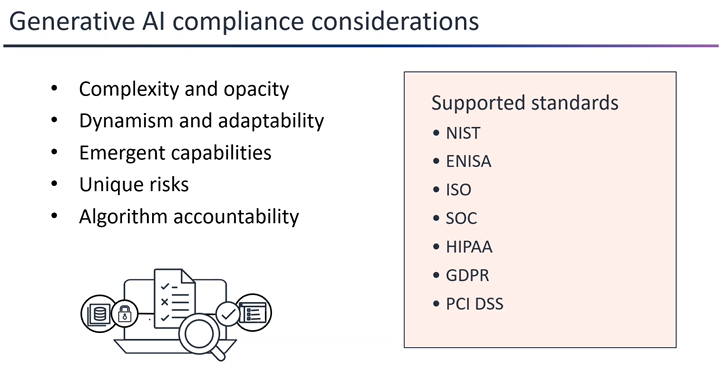 Generative AI compliance considerations
• Complexity and opacity
• Dynamism and adaptability
• Emergent capabilities
• Unique risks
• Algorithm accountability
Supported standards
• NIST
• ENISA
• ISO
• SOC
• HIPAA
• GDPR
• PCI DSS